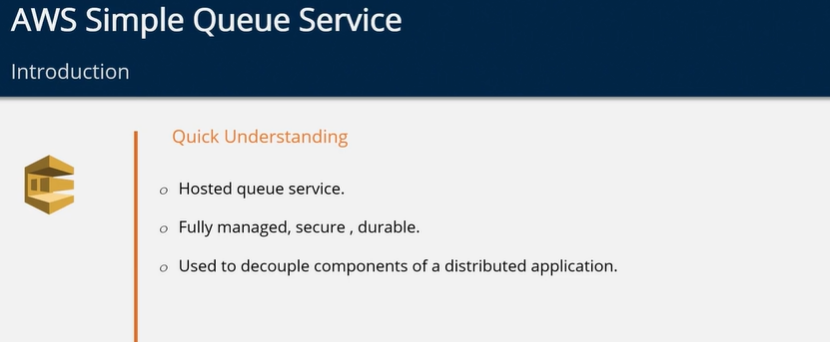 AWS Simple Queue Service
Introduction
Quick Understanding
o Hosted queue service.
o Fully managed, secure , durable.
o Used to decouple components of a distributed application.